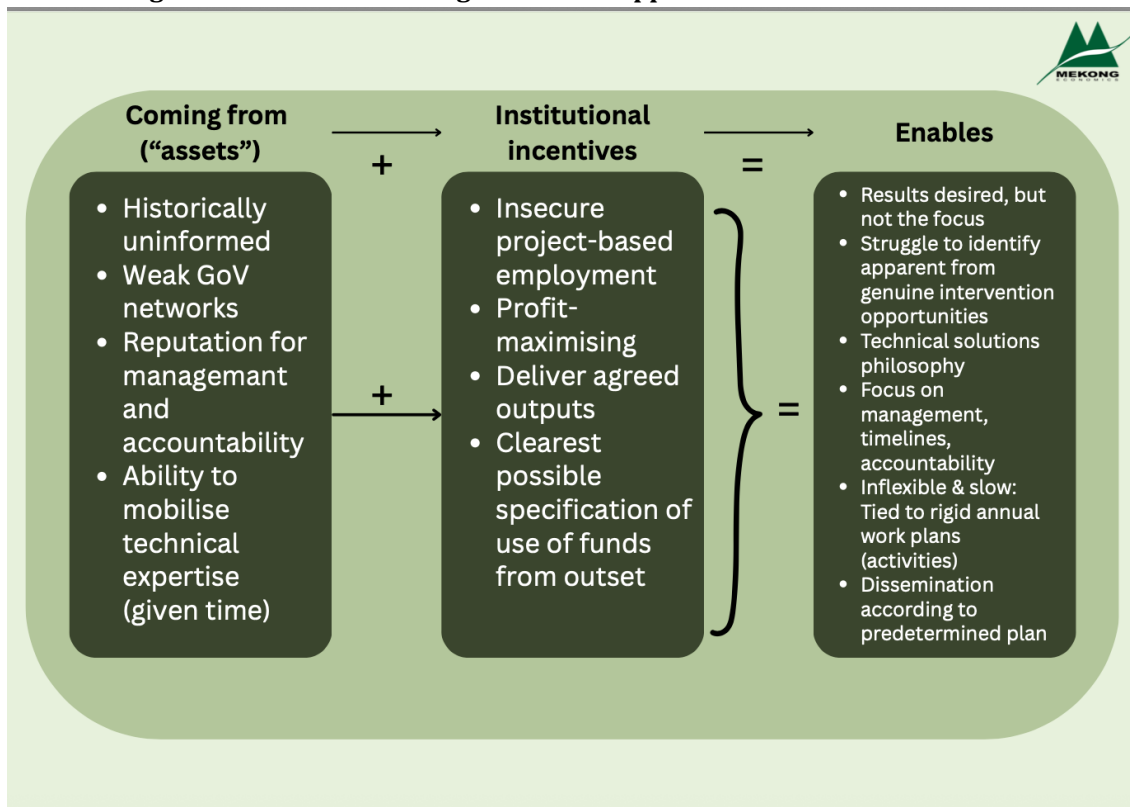 MEKONG
ECONOMICS
Coming from
(“assets”)
+
Institutional
incentives
=
Enables
• Historically
uninformed
• Weak GoV
networks
• Reputation for
managemant
and
accountability
• Ability to
mobilise
technical
expertise
(given time)
+
• Insecure
project-based
employment
• Profit-
maximising
• Deliver agreed
outputs
• Clearest
possible
specification of
use of funds
from outset
=
• Results desired, but
not the focus
• Struggle to identify
apparent from
genuine intervention
opportunities
• Technical solutions
philosophy
• Focus on
management,
timelines,
accountability
• Inflexible & slow:
Tied to rigid annual
work plans
(activities)
• Dissemination
according to
predetermined plan